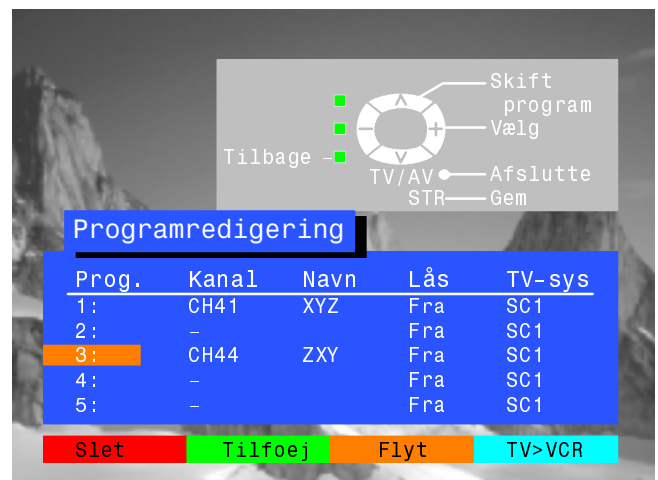 Skift
program
Vælg
Tilbage
TV/AV Afslutte
STR Gem
Programredigering
Prog. Kanal Navn Lås TV-sys
1: CH41 XYZ Fra SC1
2: – Fra SC1
3: CH44 ZXY Fra SC1
4: – Fra SC1
5: – Fra SC1
Slet Tilfoej Flyt TV>VCR